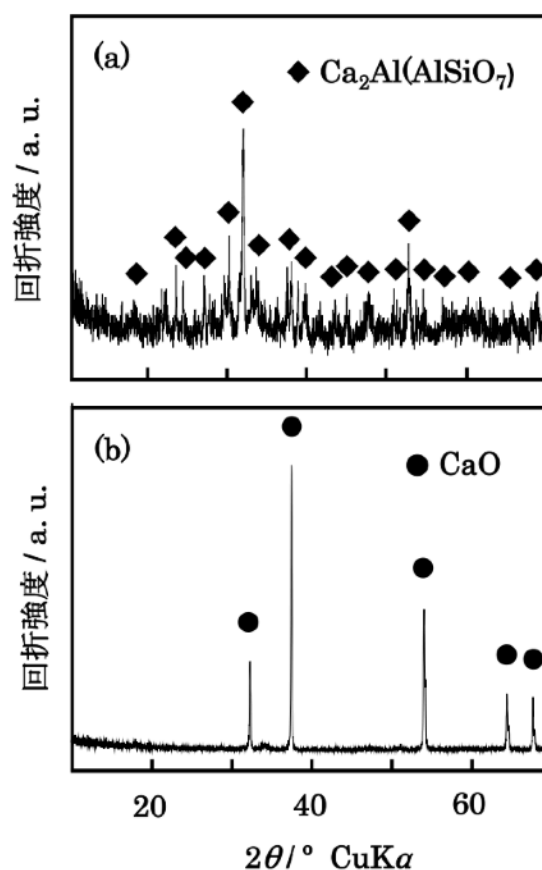 (a)
◆ Ca₂Al(AlSiO₇)
回折強度 / a. u.
(b)
● CaO
回折強度 / a. u.
20 40 60
2θ/° CuKα